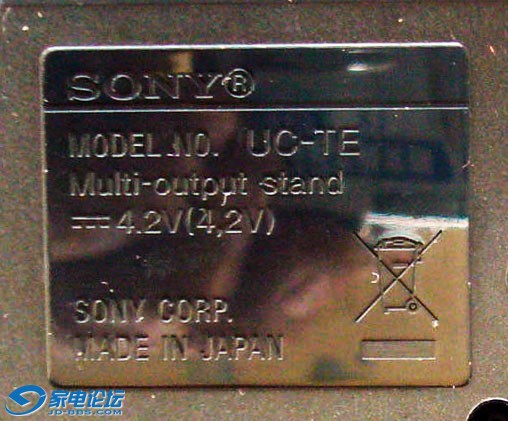 SONY®
MODEL NO. UC-TE
Multi-output stand
⎓ 4.2V(4,2V)
SONY CORP.
MADE IN JAPAN
家电论坛
JD-BBS.COM